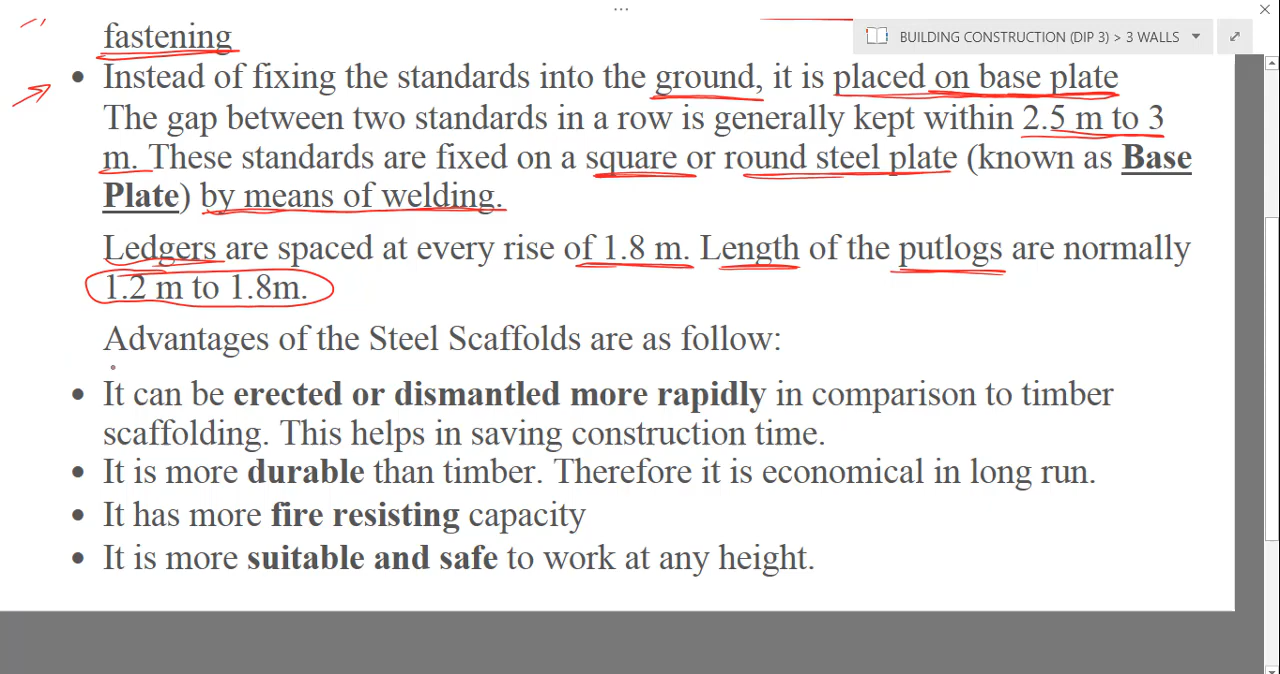 fastening
BUILDING CONSTRUCTION (DIP 3) > 3 WALLS
• Instead of fixing the standards into the ground, it is placed on base plate
The gap between two standards in a row is generally kept within 2.5 m to 3
m. These standards are fixed on a square or round steel plate (known as Base
Plate) by means of welding.
Ledgers are spaced at every rise of 1.8 m. Length of the putlogs are normally
1.2 m to 1.8m.
Advantages of the Steel Scaffolds are as follow:
• It can be erected or dismantled more rapidly in comparison to timber
scaffolding. This helps in saving construction time.
• It is more durable than timber. Therefore it is economical in long run.
• It has more fire resisting capacity
• It is more suitable and safe to work at any height.